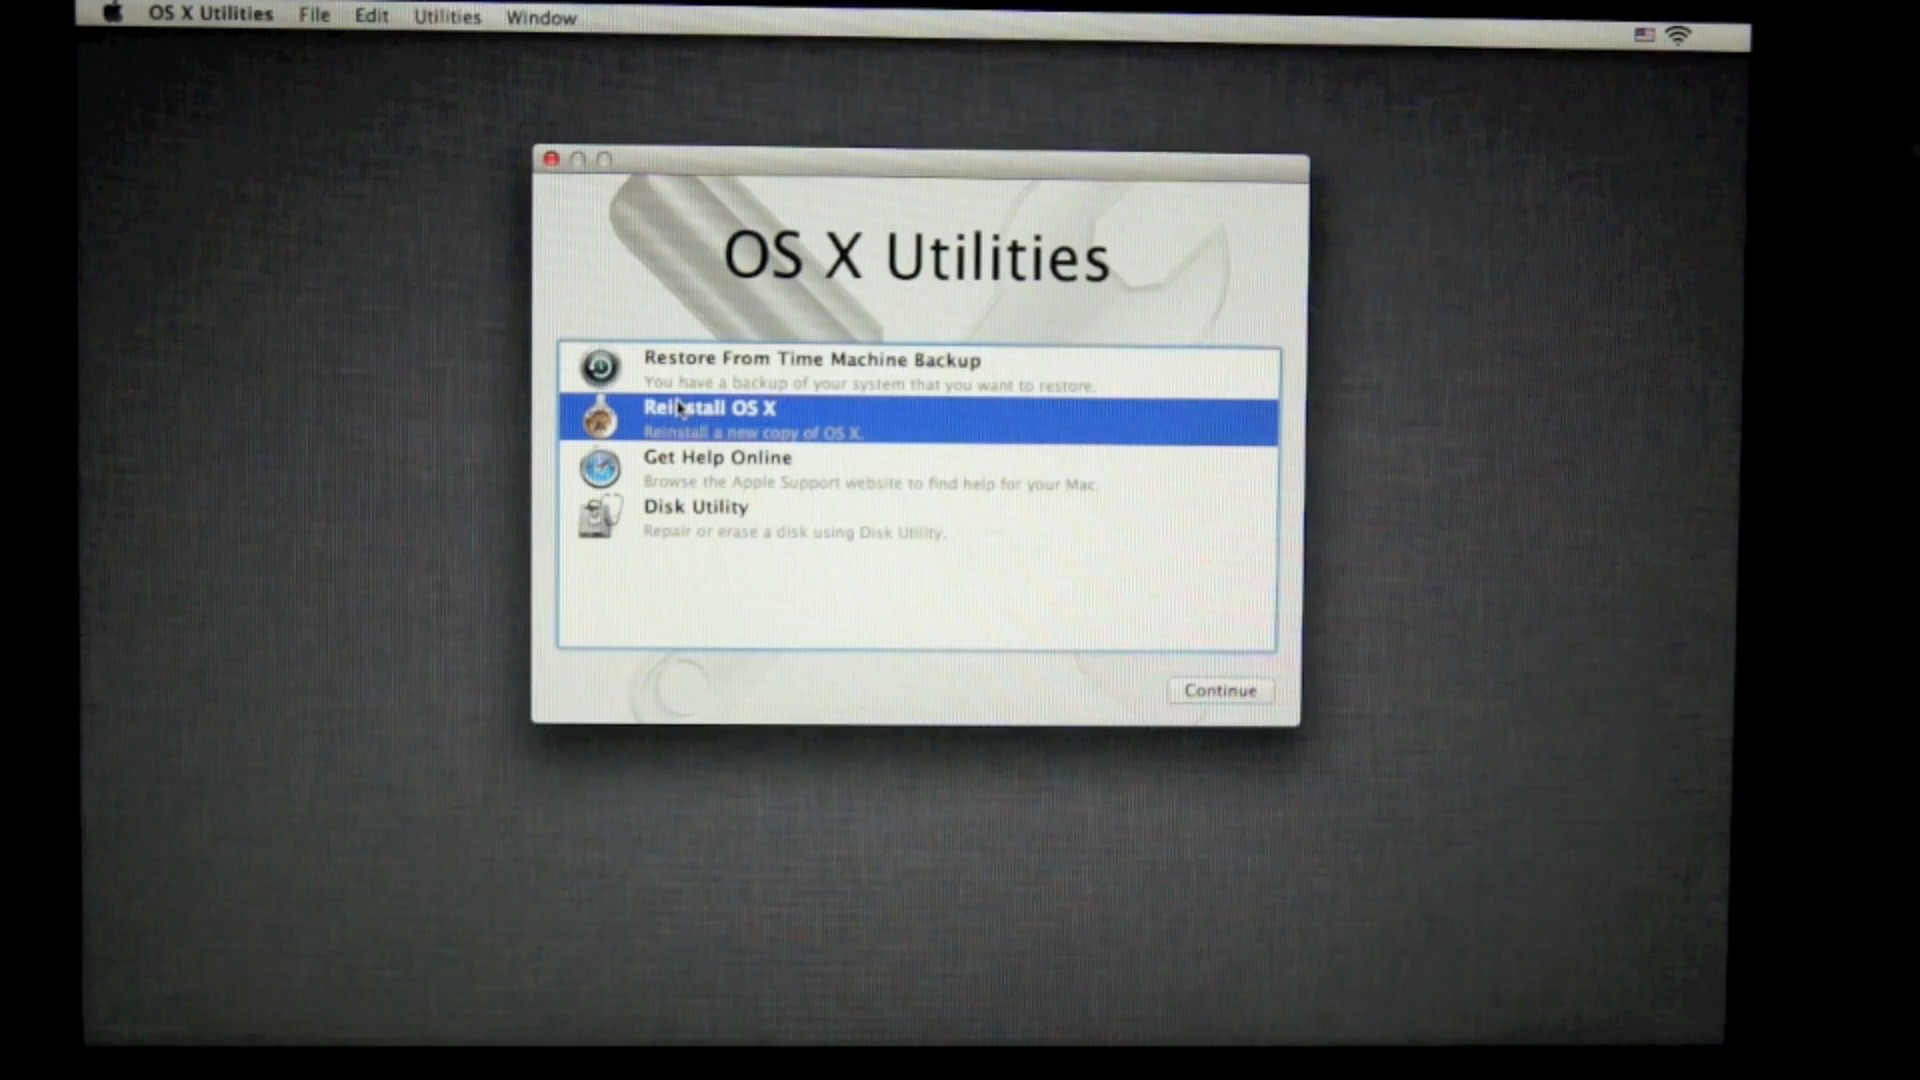 OS X Utilities File Edit Utilities Window
OS X Utilities
Restore From Time Machine Backup
You have a backup of your system that you want to restore.
Reinstall OS X
Reinstall a new copy of OS X.
Get Help Online
Browse the Apple Support website to find help for your Mac.
Disk Utility
Repair or erase a disk using Disk Utility.
Continue